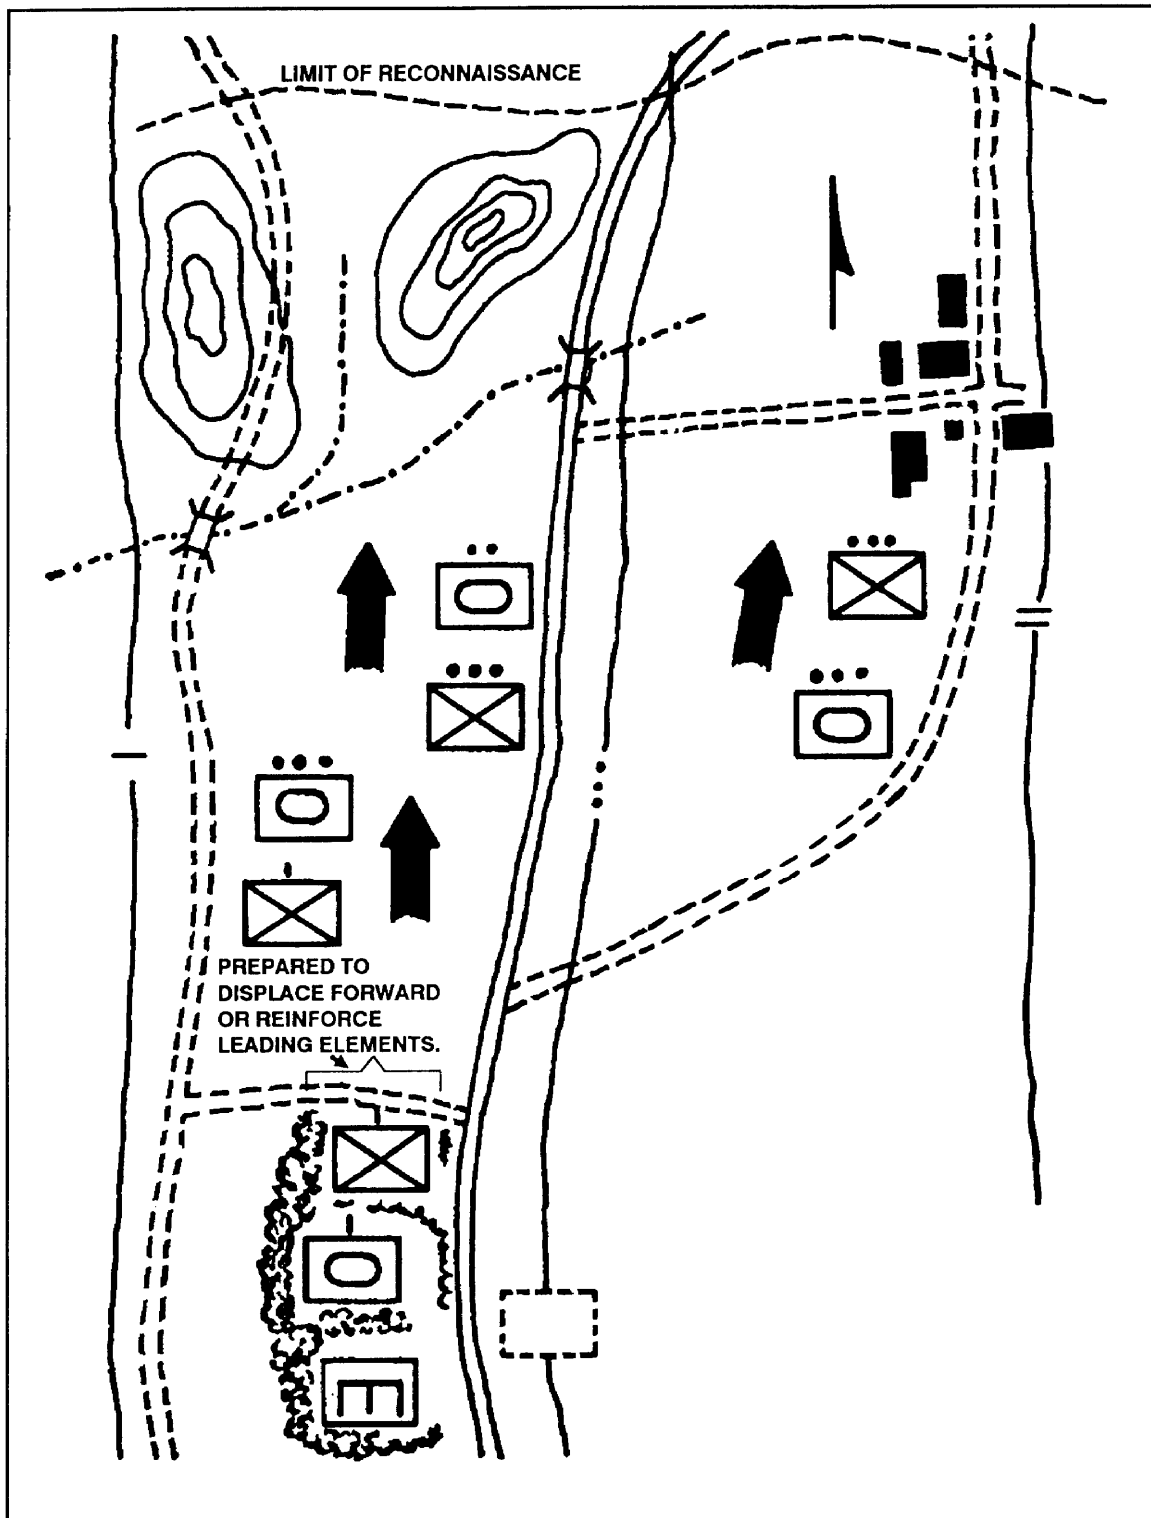 LIMIT OF RECONNAISSANCE
PREPARED TO
DISPLACE FORWARD
OR REINFORCE
LEADING ELEMENTS.